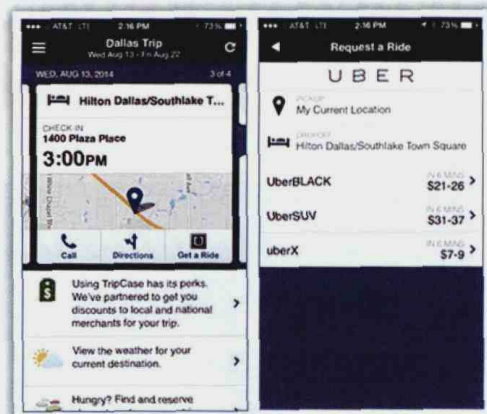 AT&T LTE 2:16 PM 73%
Dallas Trip
Wed Aug 13 - Fri Aug 22
WED, AUG 13, 2014 3 of 4
Hilton Dallas/Southlake T...
CHECK IN
1400 Plaza Place
3:00PM
Call Directions Get a Ride
Using TripCase has its perks.
We've partnered to get you
discounts to local and national
merchants for your trip.
View the weather for your
current destination.
Hungry? Find and reserve
AT&T LTE 2:16 PM 73%
Request a Ride
UBER
PICKUP
My Current Location
DROPOFF
Hilton Dallas/Southlake Town Square
UberBLACK IN 6 MINS
$21-26
UberSUV IN 6 MINS
$31-37
uberX IN 6 MINS
$7-9